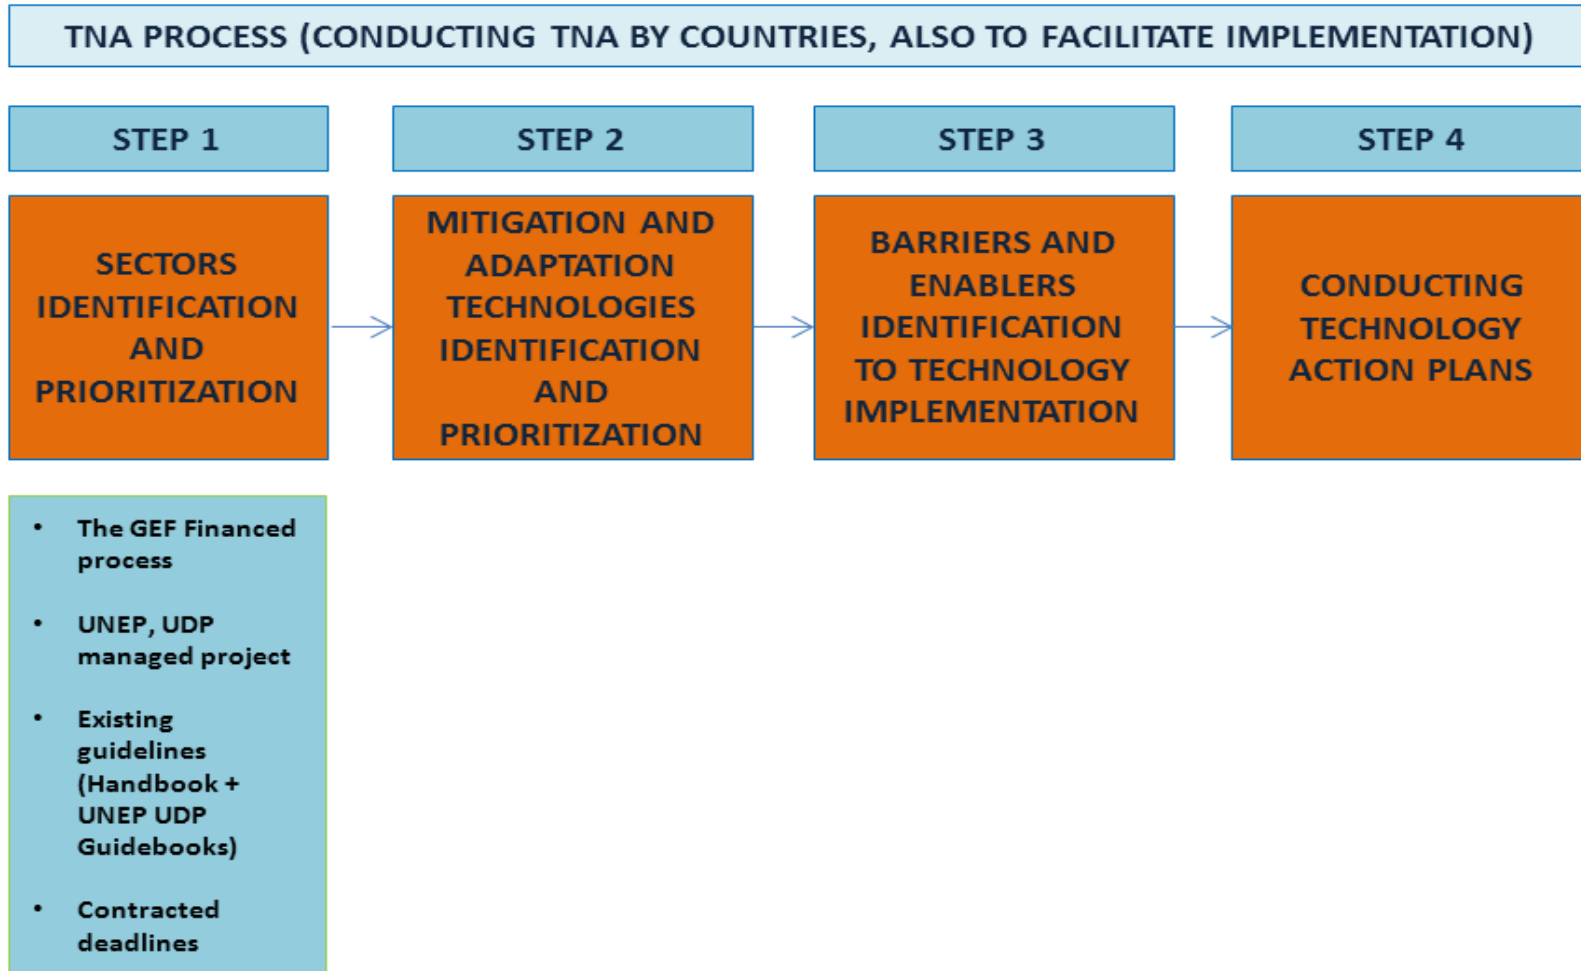 TNA PROCESS (CONDUCTING TNA BY COUNTRIES, ALSO TO FACILITATE IMPLEMENTATION)
STEP 1
STEP 2
STEP 3
STEP 4
SECTORS
IDENTIFICATION
AND
PRIORITIZATION
MITIGATION AND
ADAPTATION
TECHNOLOGIES
IDENTIFICATION
AND
PRIORITIZATION
BARRIERS AND
ENABLERS
IDENTIFICATION
TO TECHNOLOGY
IMPLEMENTATION
CONDUCTING
TECHNOLOGY
ACTION PLANS
• The GEF Financed
process
• UNEP, UDP
managed project
• Existing
guidelines
(Handbook +
UNEP UDP
Guidebooks)
• Contracted
deadlines